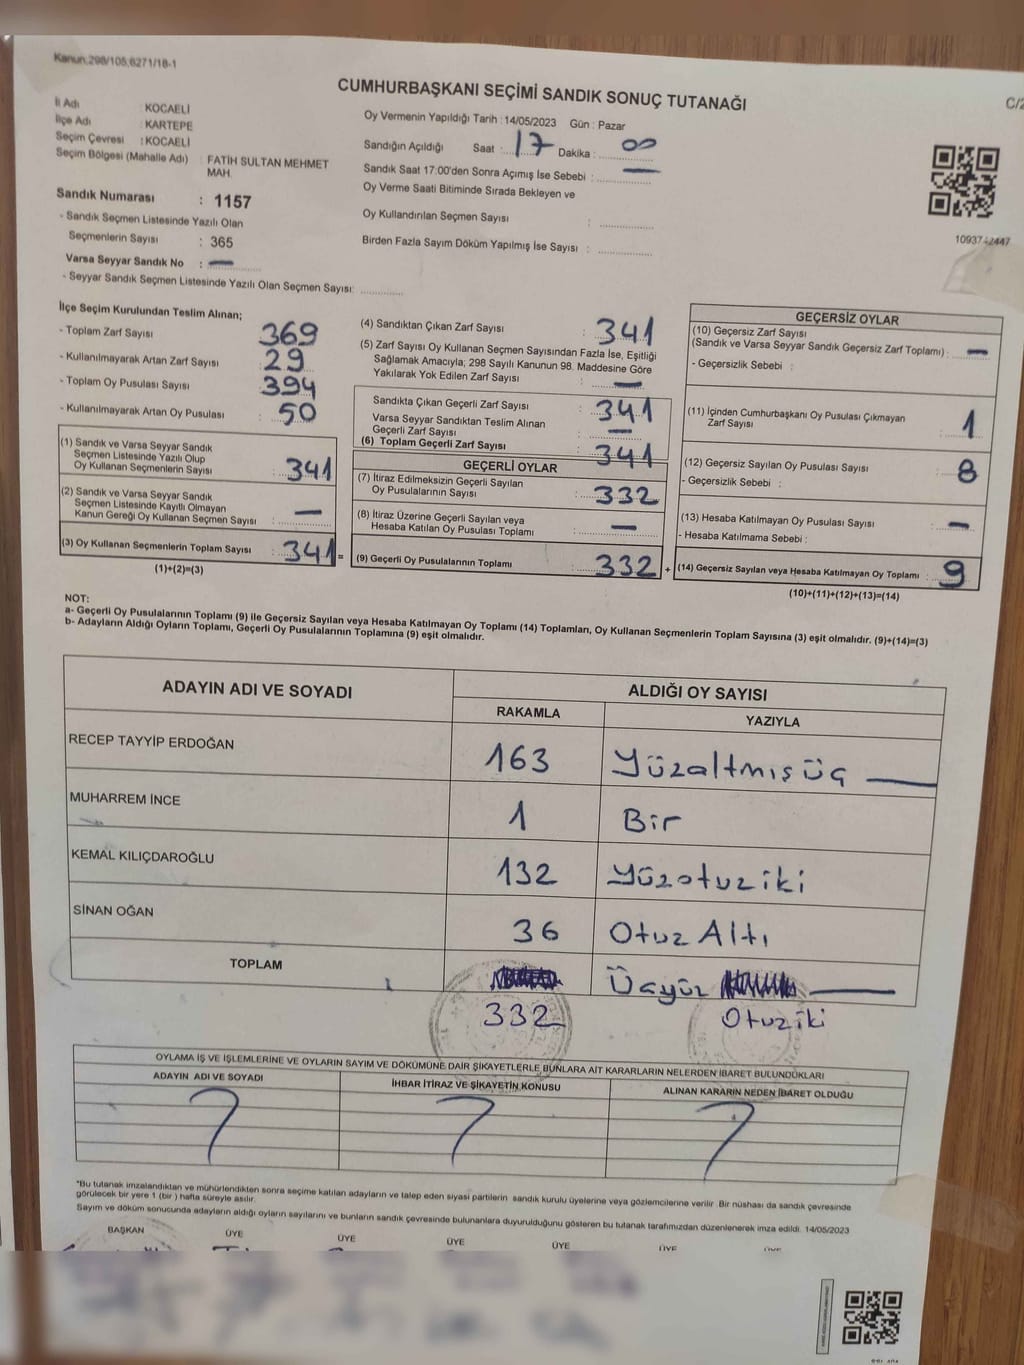 Kanun:298/105,6271/18-1
CUMHURBAŞKANI SEÇİMİ SANDIK SONUÇ TUTANAĞI
C/2
İl Adı : KOCAELİ
İlçe Adı : KARTEPE
Seçim Çevresi : KOCAELİ
Seçim Bölgesi (Mahalle Adı) : FATİH SULTAN MEHMET
MAH.
Sandık Numarası : 1157
- Sandık Seçmen Listesinde Yazılı Olan
Seçmenlerin Sayısı : 365
Varsa Seyyar Sandık No : —
- Seyyar Sandık Seçmen Listesinde Yazılı Olan Seçmen Sayısı:
Oy Vermenin Yapıldığı Tarih : 14/05/2023 Gün : Pazar
Sandığın Açıldığı Saat : 17 Dakika : 00
Sandık Saat 17:00'den Sonra Açımış İse Sebebi : —
Oy Verme Saati Bitiminde Sırada Bekleyen ve
Oy Kullandırılan Seçmen Sayısı :
Birden Fazla Sayım Döküm Yapılmış İse Sayısı :
İlçe Seçim Kurulundan Teslim Alınan;
- Toplam Zarf Sayısı : 369
- Kullanılmayarak Artan Zarf Sayısı : 29
- Toplam Oy Pusulası Sayısı : 394
- Kullanılmayarak Artan Oy Pusulası : 50
(1) Sandık ve Varsa Seyyar Sandık
Seçmen Listesinde Yazılı Olup
Oy Kullanan Seçmenlerin Sayısı : 341
(2) Sandık ve Varsa Seyyar Sandık
Seçmen Listesinde Kayıtlı Olmayan
Kanun Gereği Oy Kullanan Seçmen Sayısı : —
(3) Oy Kullanan Seçmenlerin Toplam Sayısı : 341 =
(1)+(2)=(3)
(4) Sandıktan Çıkan Zarf Sayısı : 341
(5) Zarf Sayısı Oy Kullanan Seçmen Sayısından Fazla İse, Eşitliği
Sağlamak Amacıyla; 298 Sayılı Kanunun 98. Maddesine Göre
Yakılarak Yok Edilen Zarf Sayısı : —
Sandıkta Çıkan Geçerli Zarf Sayısı : 341
Varsa Seyyar Sandıktan Teslim Alınan
Geçerli Zarf Sayısı : —
(6) Toplam Geçerli Zarf Sayısı : 341
GEÇERLİ OYLAR
(7) İtiraz Edilmeksizin Geçerli Sayılan
Oy Pusulalarının Sayısı : 332
(8) İtiraz Üzerine Geçerli Sayılan veya
Hesaba Katılan Oy Pusulası Toplamı : —
(9) Geçerli Oy Pusulalarının Toplamı : 332 +
GEÇERSİZ OYLAR
(10) Geçersiz Zarf Sayısı
(Sandık ve Varsa Seyyar Sandık Geçersiz Zarf Toplamı) : —
- Geçersizlik Sebebi :
(11) İçinden Cumhurbaşkanı Oy Pusulası Çıkmayan
Zarf Sayısı : 1
(12) Geçersiz Sayılan Oy Pusulası Sayısı : 8
- Geçersizlik Sebebi :
(13) Hesaba Katılmayan Oy Pusulası Sayısı : —
- Hesaba Katılmama Sebebi :
(14) Geçersiz Sayılan veya Hesaba Katılmayan Oy Toplamı : 9
(10)+(11)+(12)+(13)=(14)
NOT:
a- Geçerli Oy Pusulalarının Toplamı (9) ile Geçersiz Sayılan veya Hesaba Katılmayan Oy Toplamı (14) Toplamları, Oy Kullanan Seçmenlerin Toplam Sayısına (3) eşit olmalıdır. (9)+(14)=(3)
b- Adayların Aldığı Oyların Toplamı, Geçerli Oy Pusulalarının Toplamına (9) eşit olmalıdır.
ADAYIN ADI VE SOYADI ALDIĞI OY SAYISI
RAKAMLA YAZIYLA
RECEP TAYYİP ERDOĞAN 163 Yüzaltmışüç
MUHARREM İNCE 1 Bir
KEMAL KILIÇDAROĞLU 132 Yüzotuziki
SİNAN OĞAN 36 Otuz Altı
TOPLAM Üçyüz
332 Otuziki
OYLAMA İŞ VE İŞLEMLERİNE VE OYLARIN SAYIM VE DÖKÜMÜNE DAİR ŞİKAYETLERLE BUNLARA AİT KARARLARIN NELERDEN İBARET BULUNDUKLARI
ADAYIN ADI VE SOYADI İHBAR İTİRAZ VE ŞİKAYETİN KONUSU ALINAN KARARIN NEDEN İBARET OLDUĞU
*Bu tutanak imzalandıktan ve mühürlendikten sonra seçime katılan adayların ve talep eden siyasi partilerin sandık kurulu üyelerine veya gözlemcilerine verilir. Bir nüshası da sandık çevresinde
görülecek bir yere 1 (bir ) hafta süreyle asılır.
Sayım ve döküm sonucunda adayların aldığı oyların sayılarını ve bunların sandık çevresinde bulunanlara duyurulduğunu gösteren bu tutanak tarafımızdan düzenlenerek imza edildi. 14/05/2023
BAŞKAN ÜYE ÜYE ÜYE ÜYE ÜYE ÜYE